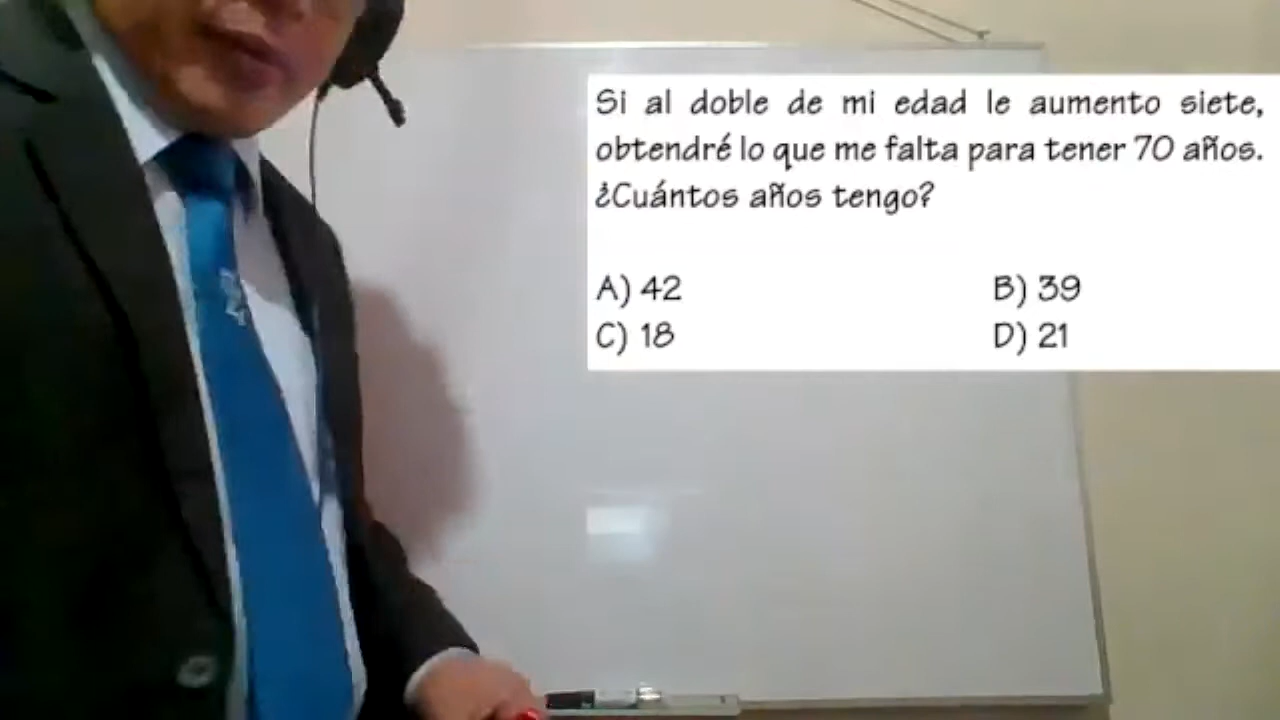 Si al doble de mi edad le aumento siete,
obtendré lo que me falta para tener 70 años.
¿Cuántos años tengo?
A) 42 B) 39
C) 18 D) 21